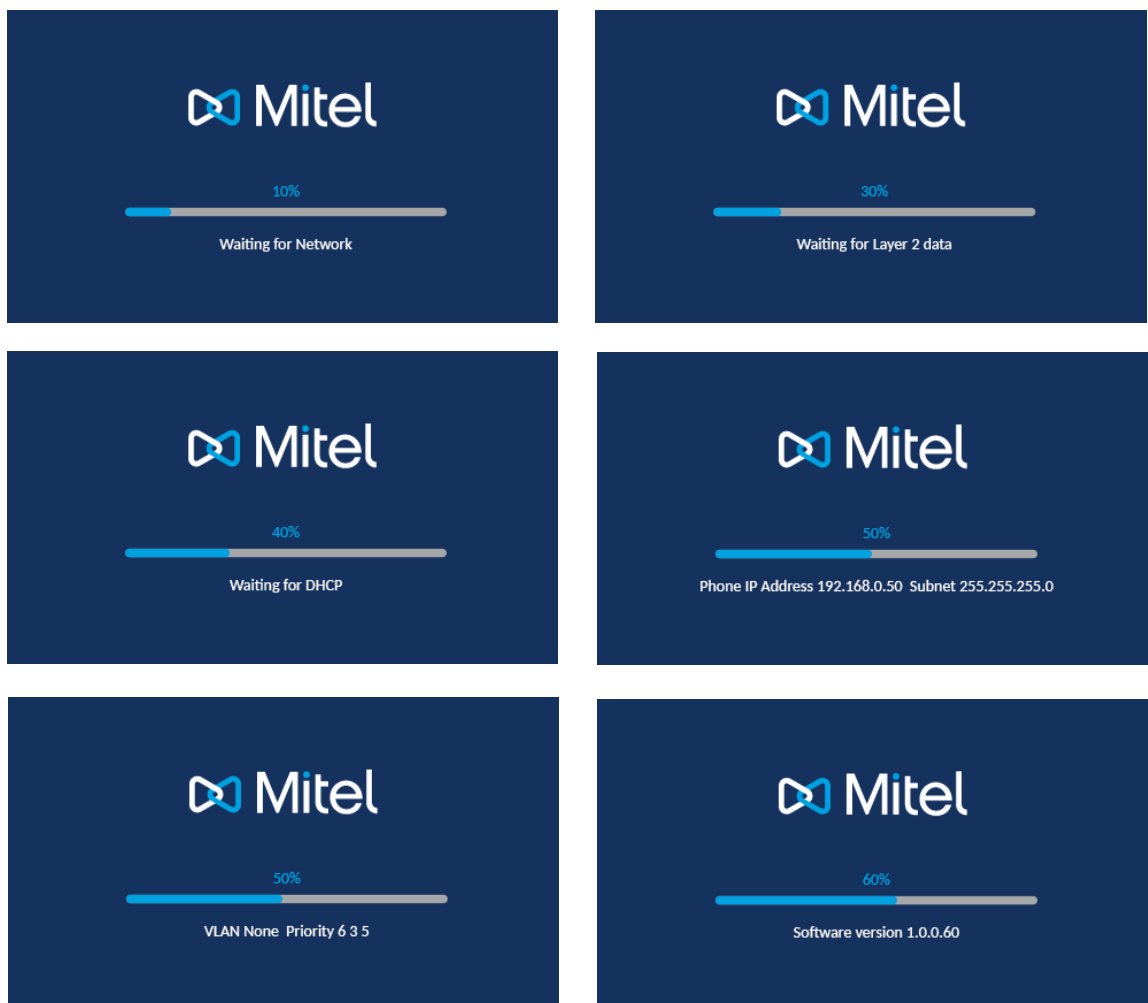 Mitel
10%
Waiting for Network
Mitel
30%
Waiting for Layer 2 data
Mitel
40%
Waiting for DHCP
Mitel
50%
Phone IP Address 192.168.0.50  Subnet 255.255.255.0
Mitel
50%
VLAN None  Priority 6 3 5
Mitel
60%
Software version 1.0.0.60